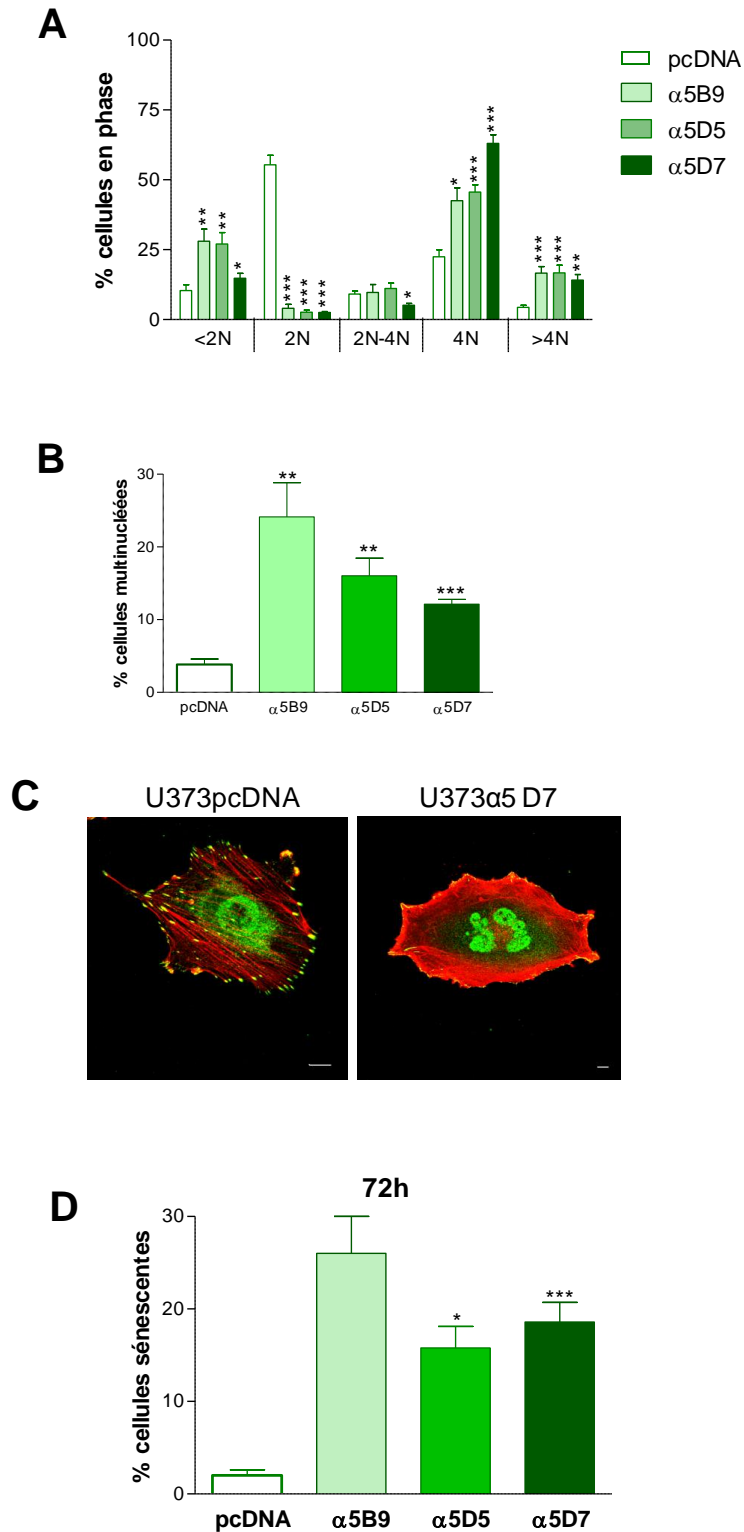 A
100
75
50
25
0
% cellules en phase
** ** *
*** *** ***
*
* *** ***
*** *** **
<2N 2N 2N-4N 4N >4N
pcDNA
α5B9
α5D5
α5D7
B
30
20
10
0
% cellules multinucléées
**
**
***
pcDNA α5B9 α5D5 α5D7
C
U373pcDNA U373α5 D7
D
72h
30
20
10
0
% cellules sénescentes
*
***
pcDNA α5B9 α5D5 α5D7